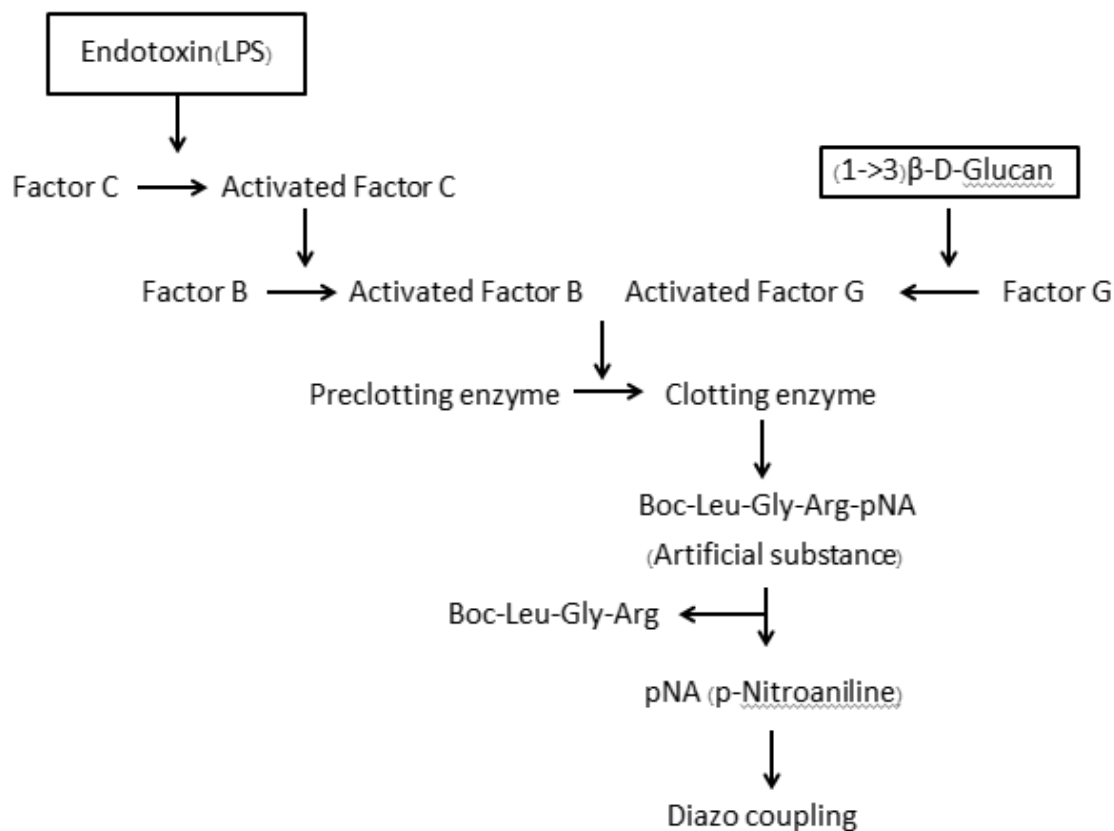 Endotoxin(LPS)
(1->3)β-D-Glucan
Factor C
Activated Factor C
Factor B
Activated Factor B
Activated Factor G
Factor G
Preclotting enzyme
Clotting enzyme
Boc-Leu-Gly-Arg-pNA
(Artificial substance)
Boc-Leu-Gly-Arg
pNA (p-Nitroaniline)
Diazo coupling